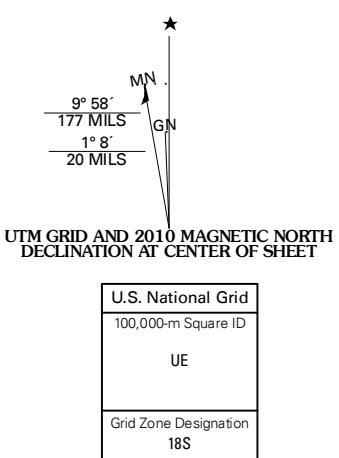 ★
MN
9° 58´
177 MILS
GN
1° 8´
20 MILS
UTM GRID AND 2010 MAGNETIC NORTH
DECLINATION AT CENTER OF SHEET
U.S. National Grid
100,000-m Square ID
UE
Grid Zone Designation
18S